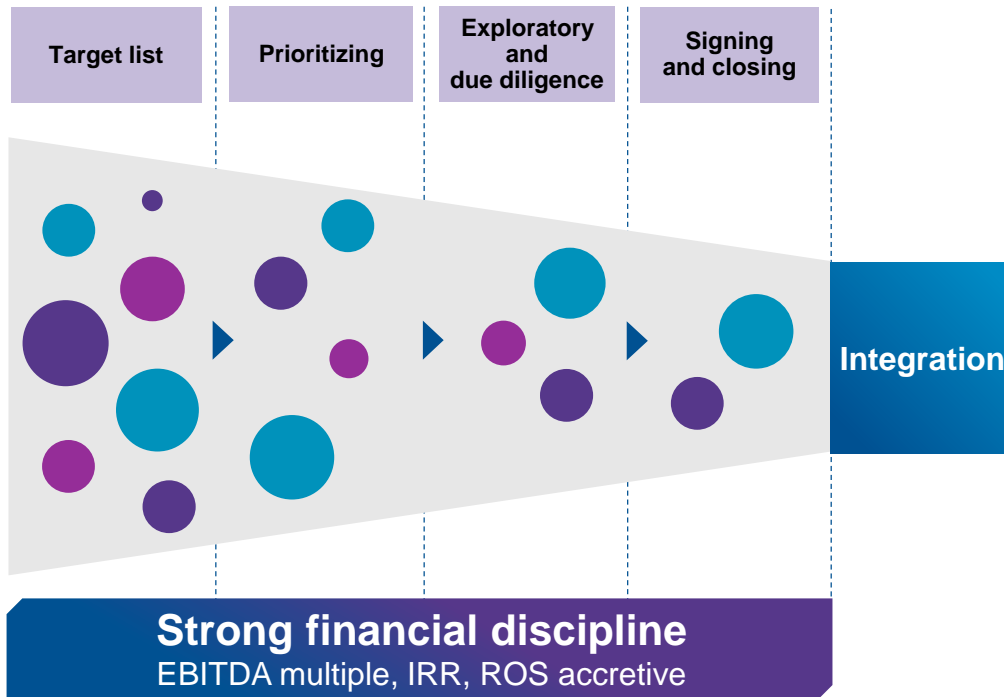 Target list
Prioritizing
Exploratory
and
due diligence
Signing
and closing
Integration
Strong financial discipline
EBITDA multiple, IRR, ROS accretive